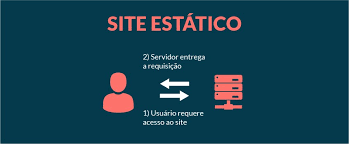 SITE ESTÁTICO
2) Servidor entrega
a requisição
1) Usuário requere
acesso ao site